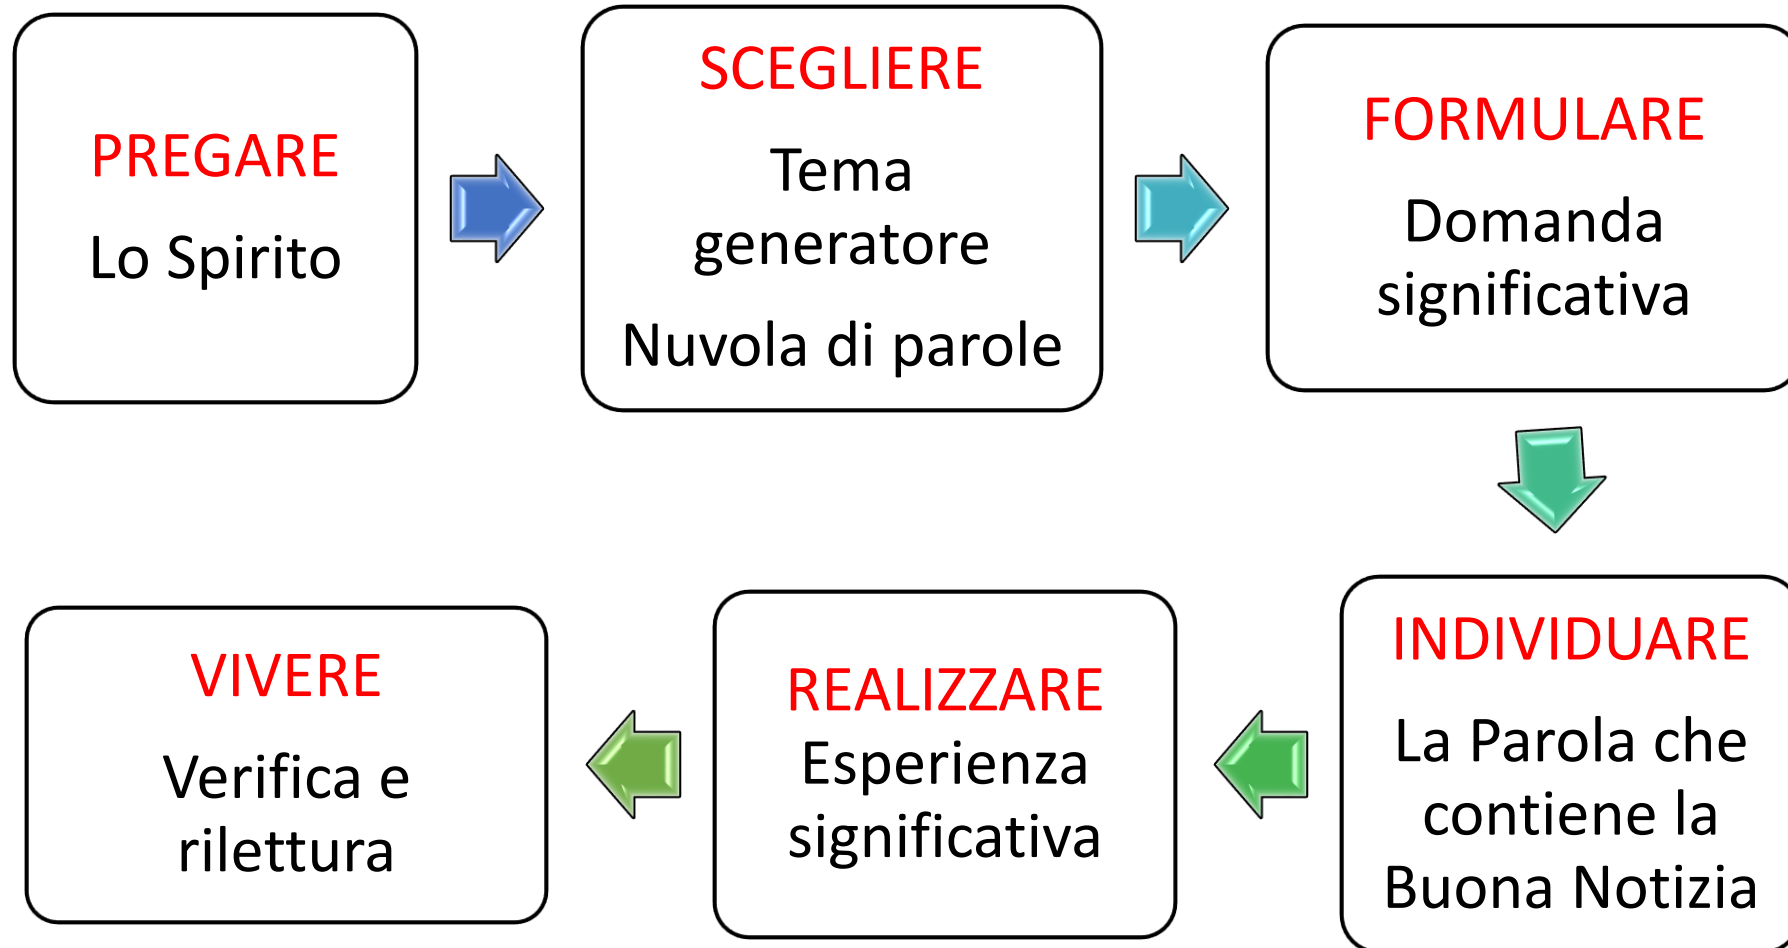 PREGARE
Lo Spirito
SCEGLIERE
Tema
generatore
Nuvola di parole
FORMULARE
Domanda
significativa
INDIVIDUARE
La Parola che
contiene la
Buona Notizia
REALIZZARE
Esperienza
significativa
VIVERE
Verifica e
rilettura